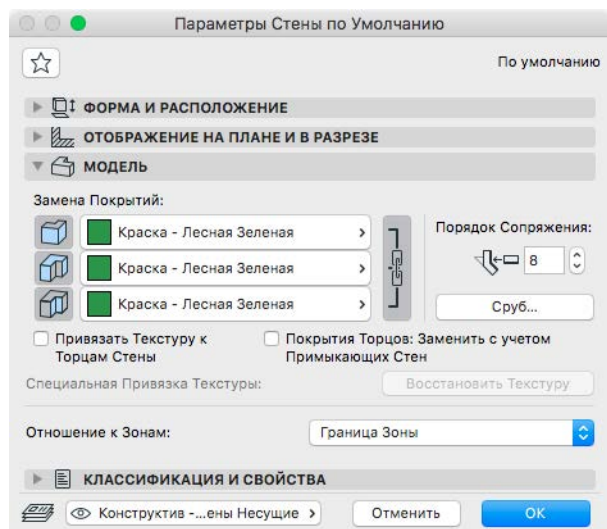 Параметры Стены по Умолчанию
По умолчанию
ФОРМА И РАСПОЛОЖЕНИЕ
ОТОБРАЖЕНИЕ НА ПЛАНЕ И В РАЗРЕЗЕ
МОДЕЛЬ
Замена Покрытий:
Краска - Лесная Зеленая
Краска - Лесная Зеленая
Краска - Лесная Зеленая
Порядок Сопряжения:
8
Сруб...
Привязать Текстуру к
Торцам Стены
Покрытия Торцов: Заменить с учетом
Примыкающих Стен
Специальная Привязка Текстуры:
Восстановить Текстуру
Отношение к Зонам:
Граница Зоны
КЛАССИФИКАЦИЯ И СВОЙСТВА
Конструктив -...ены Несущие
Отменить
OK